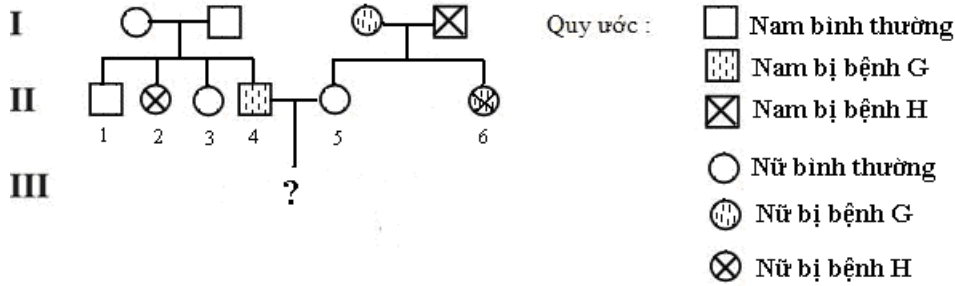 I
Quy ước :
Nam bình thường
Nam bị bệnh G
II
Nam bị bệnh H
1 2 3 4 5 6
Nữ bình thường
III
?
Nữ bị bệnh G
Nữ bị bệnh H